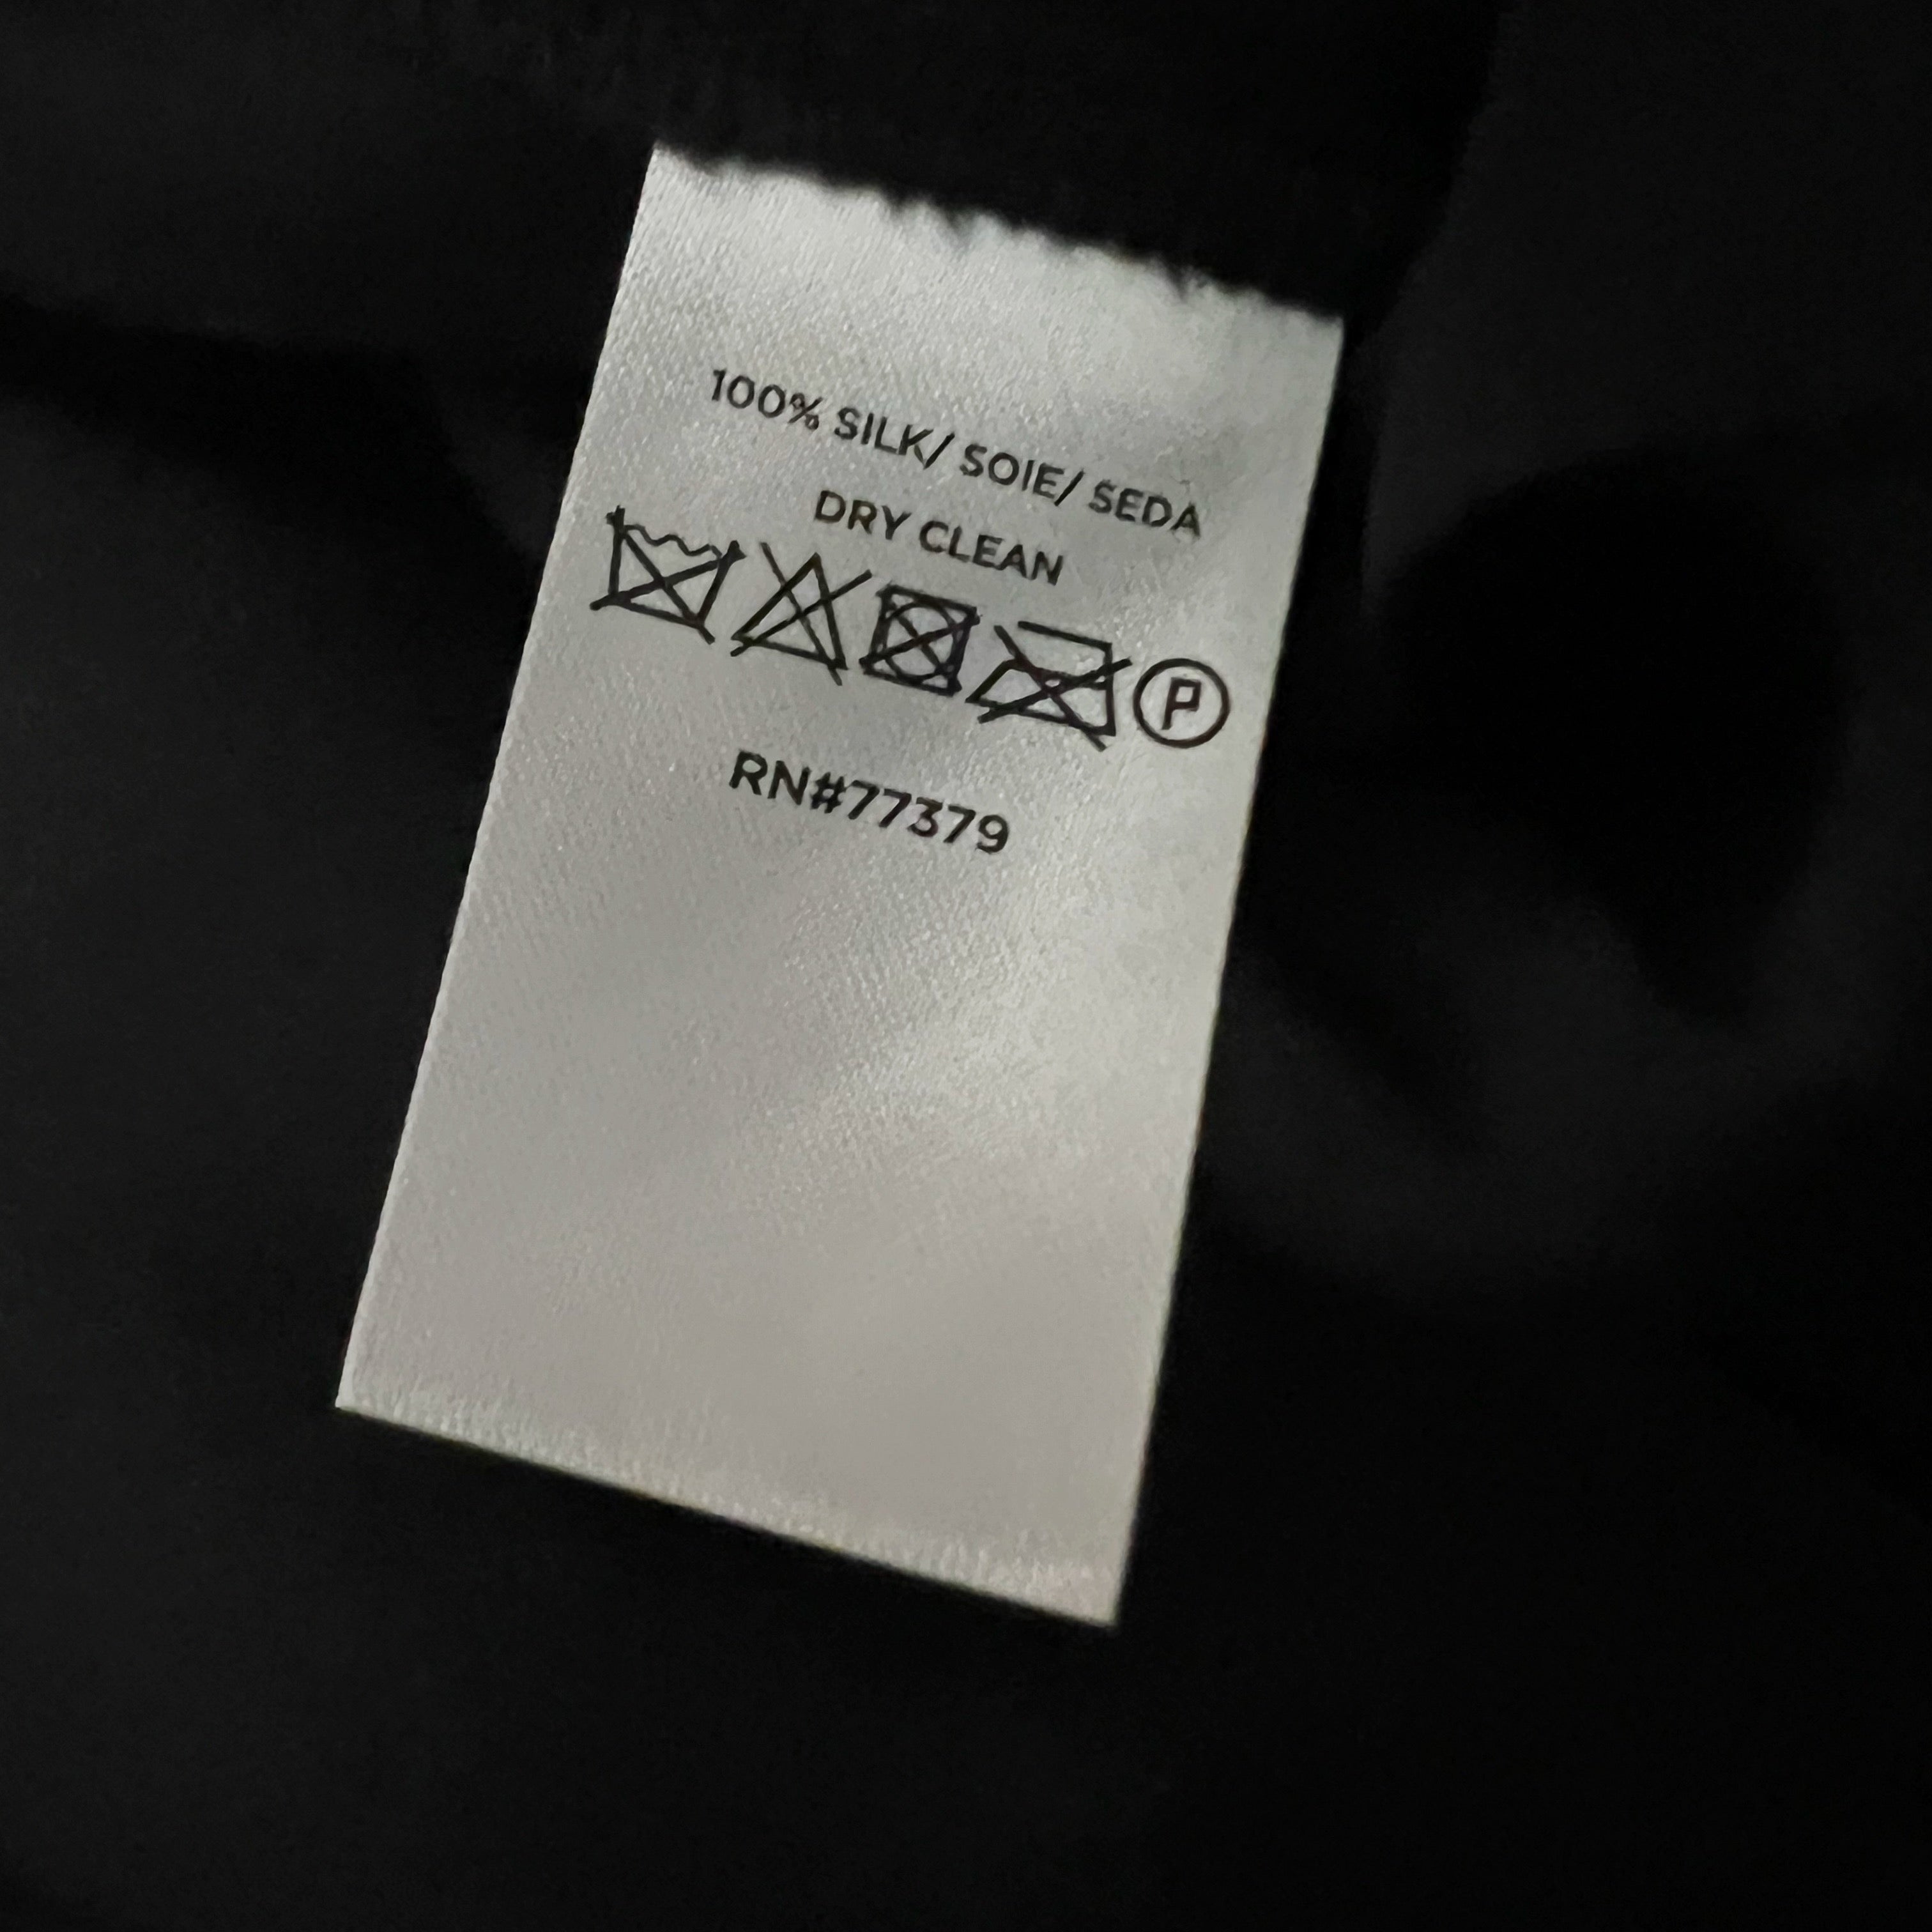 100% SILK/ SOIE/ SEDA
DRY CLEAN
P
RN#77379